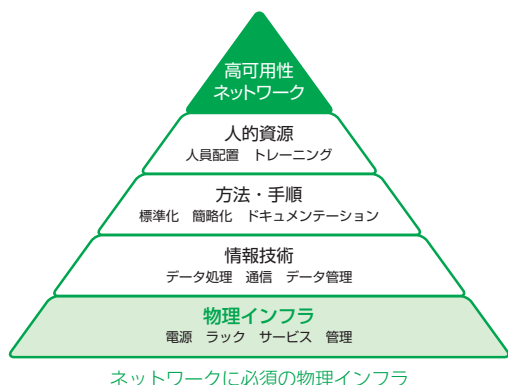 高可用性
ネットワーク
人的資源
人員配置 トレーニング
方法・手順
標準化 簡略化 ドキュメンテーション
情報技術
データ処理 通信 データ管理
物理インフラ
電源 ラック サービス 管理
ネットワークに必須の物理インフラ